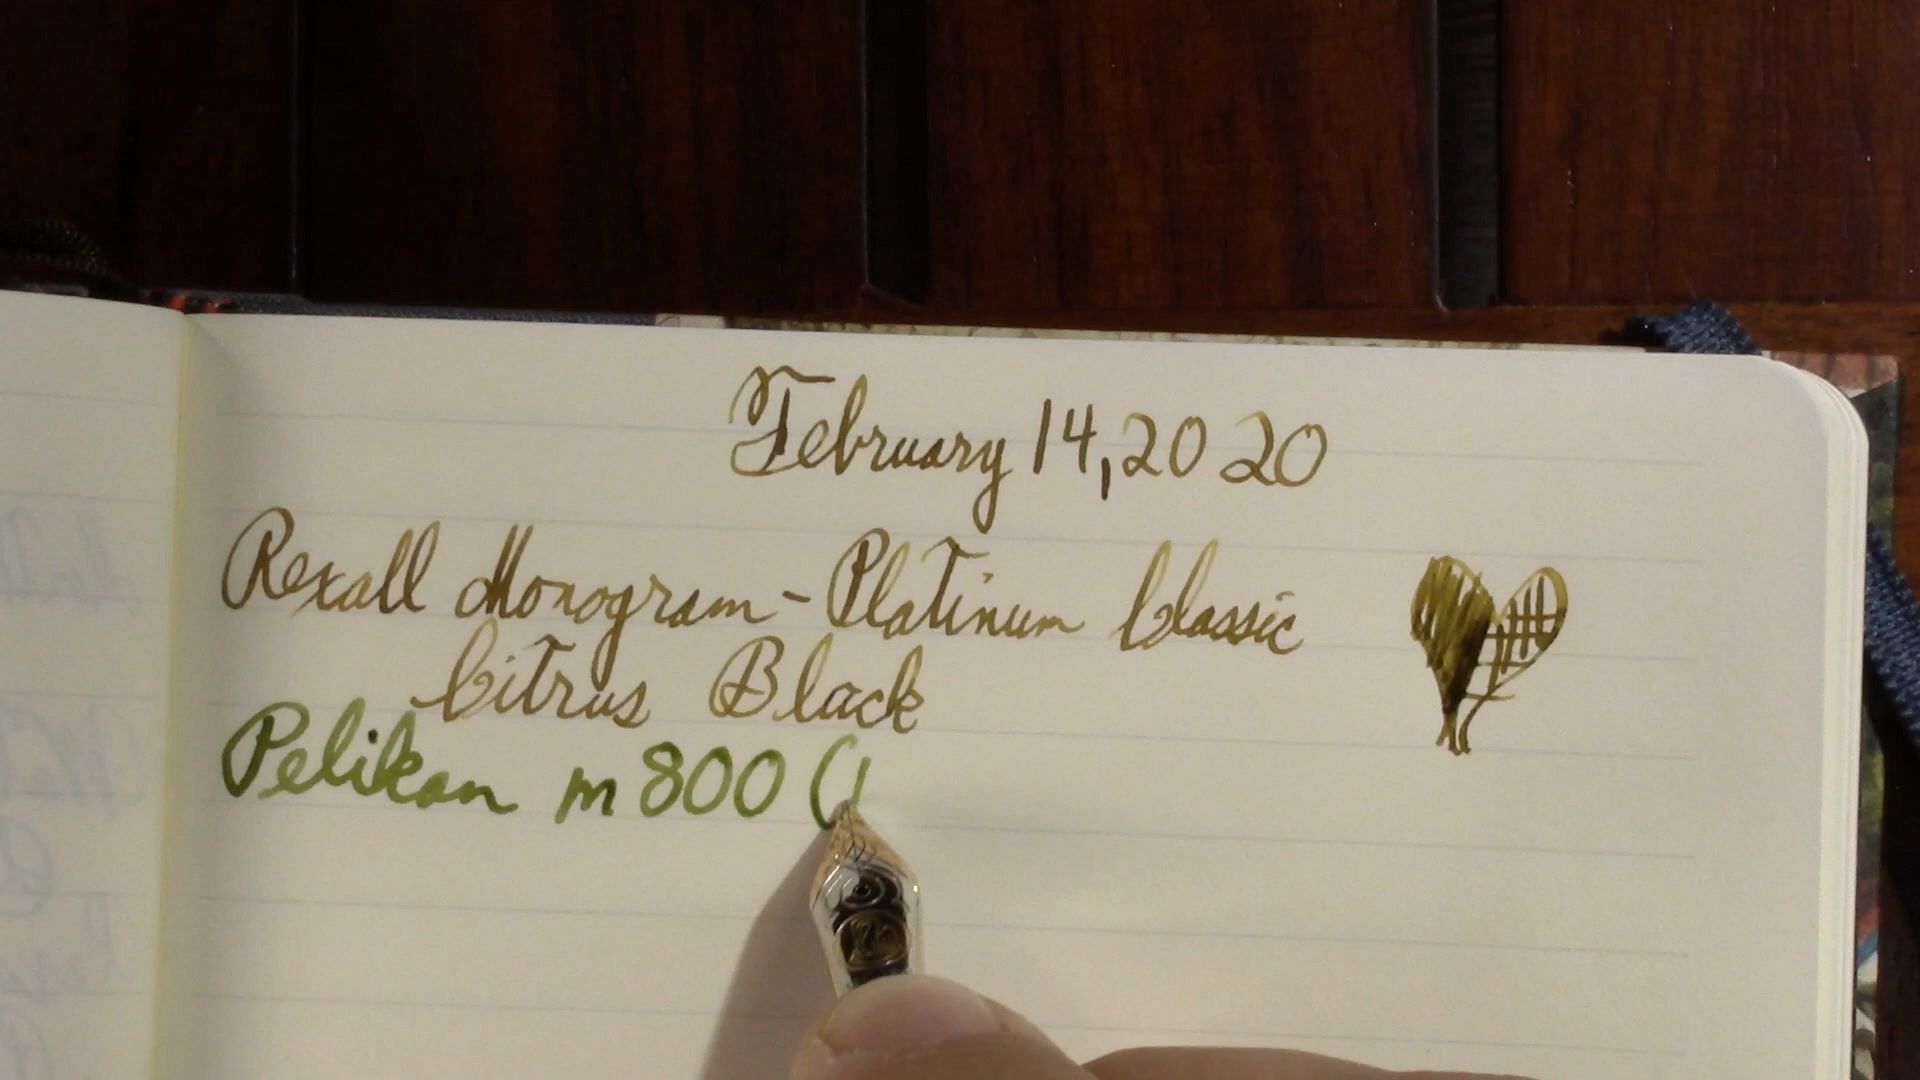 February 14, 2020
Rexall Monogram - Platinum Classic
Citrus Black
Pelikan m800 (